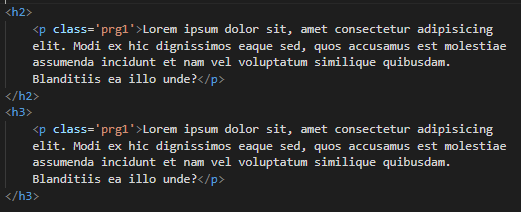 <h2>
<p class='prg1'>Lorem ipsum dolor sit, amet consectetur adipisicing
elit. Modi ex hic dignissimos eaque sed, quos accusamus est molestiae
assumenda incidunt et nam vel voluptatum similique quibusdam.
Blanditiis ea illo unde?</p>
</h2>
<h3>
<p class='prg1'>Lorem ipsum dolor sit, amet consectetur adipisicing
elit. Modi ex hic dignissimos eaque sed, quos accusamus est molestiae
assumenda incidunt et nam vel voluptatum similique quibusdam.
Blanditiis ea illo unde?</p>
</h3>